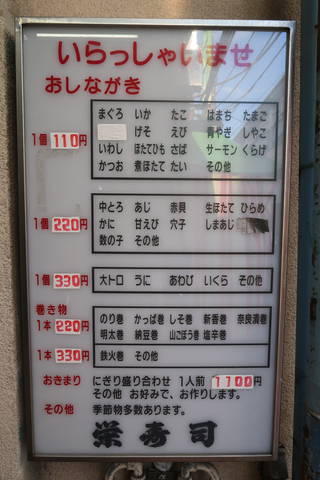 いらっしゃいませ
おしながき
1個 110円
まぐろ いか たこ はまち たまご
げそ えび 青やぎ しゃこ
いわし ほたてひも さば サーモン くらげ
かつお 煮ほたて たい その他
1個 220円
中とろ あじ 赤貝 生ほたて ひらめ
かに 甘えび 穴子 しまあじ
数の子 その他
1個 330円
大トロ うに あわび いくら その他
巻き物
1本 220円
のり巻 かっぱ巻 しそ巻 新香巻 奈良漬巻
明太巻 納豆巻 山ごぼう巻 塩辛巻
1本 330円
鉄火巻 その他
おきまり にぎり盛り合わせ 1人前 1100円
その他 お好みで、お作りします。
その他 季節物多数あります。
栄寿司